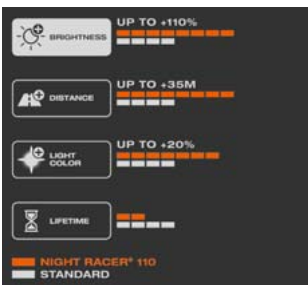 UP TO +110%
BRIGHTNESS
UP TO +35M
DISTANCE
UP TO +20%
LIGHT
COLOR
LIFETIME
NIGHT RACER® 110
STANDARD